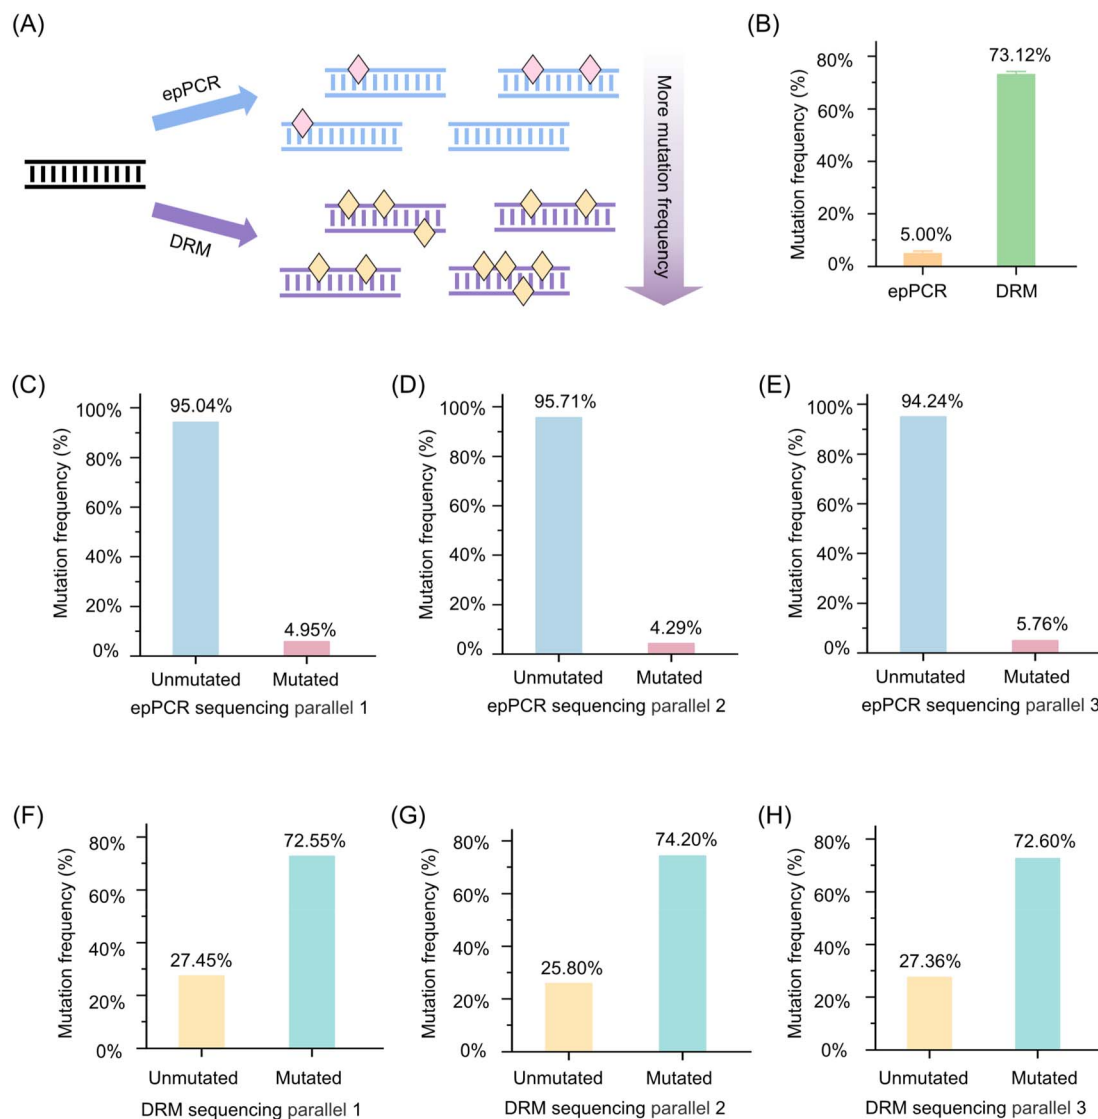 (A)
epPCR
DRM
More mutation frequency
(B)
Mutation frequency (%)
80%
60%
40%
20%
0%
5.00%
73.12%
epPCR
DRM
(C)
Mutation frequency (%)
100%
80%
60%
40%
20%
0%
95.04%
4.95%
Unmutated
Mutated
epPCR sequencing parallel 1
(D)
Mutation frequency (%)
100%
80%
60%
40%
20%
0%
95.71%
4.29%
Unmutated
Mutated
epPCR sequencing parallel 2
(E)
Mutation frequency (%)
100%
80%
60%
40%
20%
0%
94.24%
5.76%
Unmutated
Mutated
epPCR sequencing parallel 3
(F)
Mutation frequency (%)
80%
60%
40%
20%
0%
27.45%
72.55%
Unmutated
Mutated
DRM sequencing parallel 1
(G)
Mutation frequency (%)
80%
60%
40%
20%
0%
25.80%
74.20%
Unmutated
Mutated
DRM sequencing parallel 2
(H)
Mutation frequency (%)
80%
60%
40%
20%
0%
27.36%
72.60%
Unmutated
Mutated
DRM sequencing parallel 3